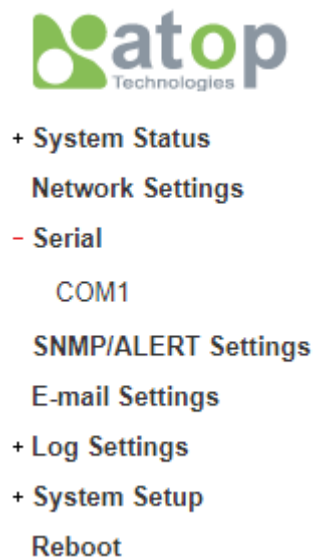 atop
Technologies
+ System Status
Network Settings
- Serial
COM1
SNMP/ALERT Settings
E-mail Settings
+ Log Settings
+ System Setup
Reboot